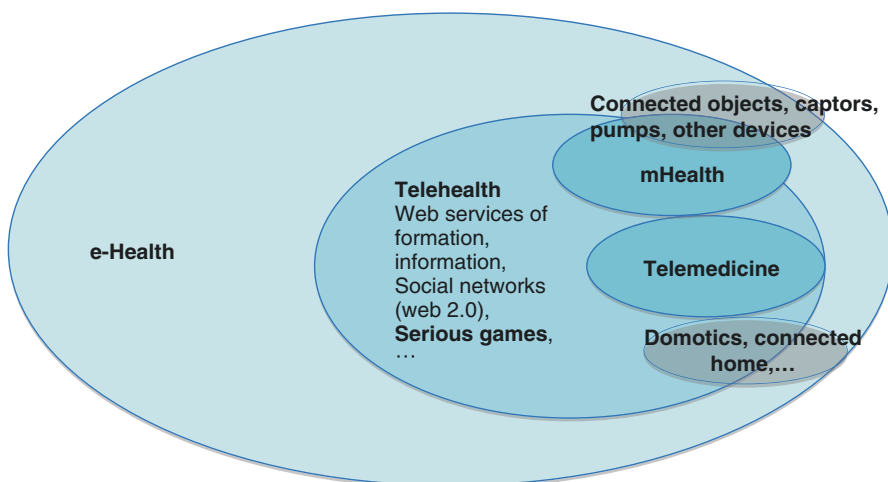 Connected objects, captors,
pumps, other devices
mHealth
Telehealth
Web services of
formation,
information,
Social networks
(web 2.0),
Serious games,
…
e-Health
Telemedicine
Domotics, connected
home,…